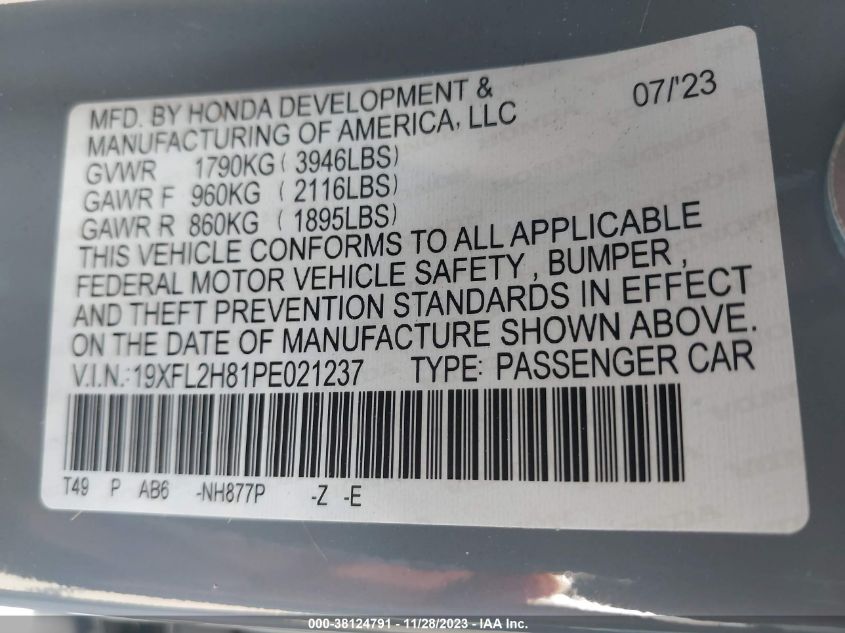 MFD. BY HONDA DEVELOPMENT & 07/'23
MANUFACTURING OF AMERICA, LLC
GVWR 1790KG ( 3946LBS)
GAWR F 960KG ( 2116LBS)
GAWR R 860KG ( 1895LBS)
THIS VEHICLE CONFORMS TO ALL APPLICABLE
FEDERAL MOTOR VEHICLE SAFETY , BUMPER ,
AND THEFT PREVENTION STANDARDS IN EFFECT
ON THE DATE OF MANUFACTURE SHOWN ABOVE.
V.I.N.: 19XFL2H81PE021237 TYPE: PASSENGER CAR
T49 P AB6 -NH877P -Z -E
000-38124791 - 11/28/2023 - IAA Inc.